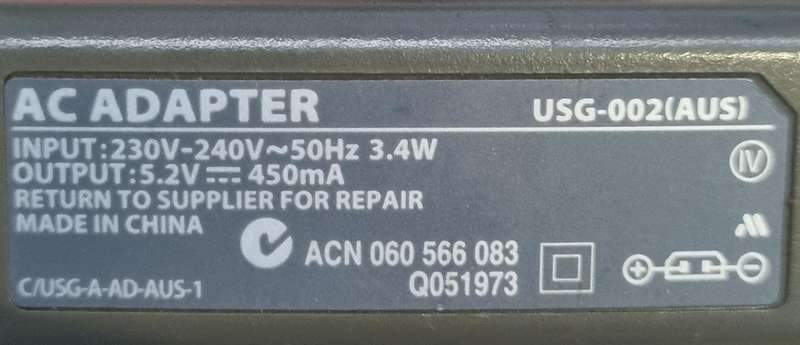 AC ADAPTER
USG-002(AUS)
INPUT:230V-240V~50Hz 3.4W
OUTPUT:5.2V⎓450mA
RETURN TO SUPPLIER FOR REPAIR
MADE IN CHINA
IV
ACN 060 566 083
Q051973
C/USG-A-AD-AUS-1